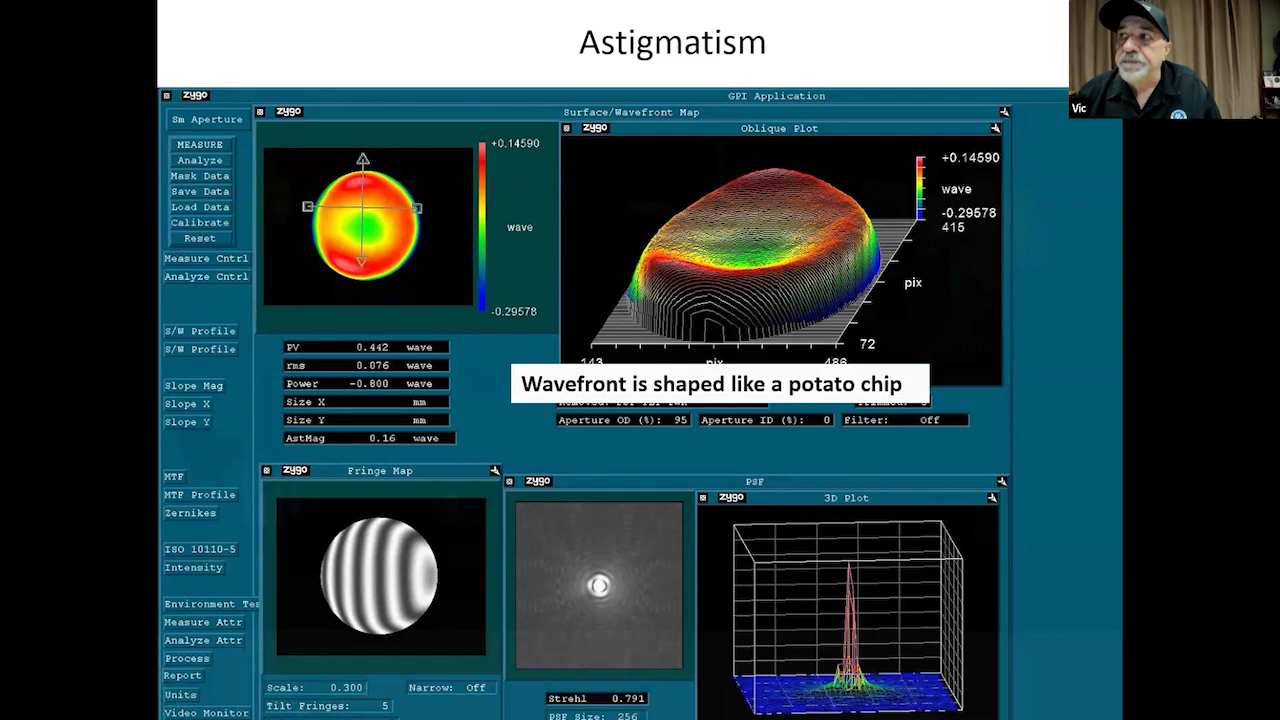 Astigmatism
Vic
zygo
GPI Application
Sm Aperture
MEASURE
Analyze
Mask Data
Save Data
Load Data
Calibrate
Reset
Measure Cntrl
Analyze Cntrl
S/W Profile
S/W Profile
Slope Mag
Slope X
Slope Y
MTF
MTF Profile
Zernikes
ISO 10110-5
Intensity
Environment Tes
Measure Attr
Analyze Attr
Process
Report
Units
Video Monitor
zygo
Surface/Wavefront Map
+0.14590
wave
-0.29578
zygo
Oblique Plot
+0.14590
wave
-0.29578
415
pix
72
143
pix
486
Wavefront is shaped like a potato chip
PV 0.442 wave
rms 0.076 wave
Power -0.800 wave
Size X mm
Size Y mm
AstMag 0.16 wave
Aperture OD (%): 95 Aperture ID (%): 0 Filter: Off
zygo
Fringe Map
Scale: 0.300 Narrow: Off
Tilt Fringes: 5
zygo
PSF
Strehl 0.791
PSF Size: 256
zygo
3D Plot